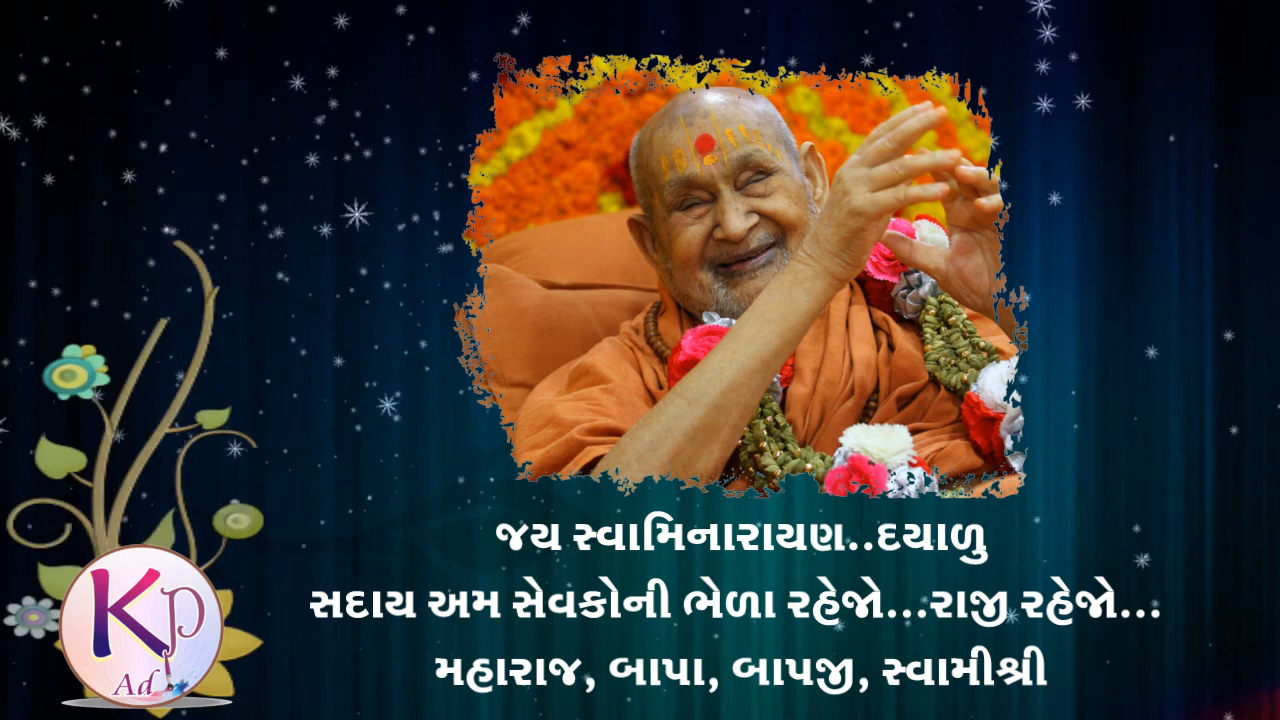 જય સ્વામિનારાયણ..દયાળુ
સદાય અમ સેવકોની ભેળા રહેજો...રાજી રહેજો...
મહારાજ, બાપા, બાપજી, સ્વામીશ્રી
Kp
Ad